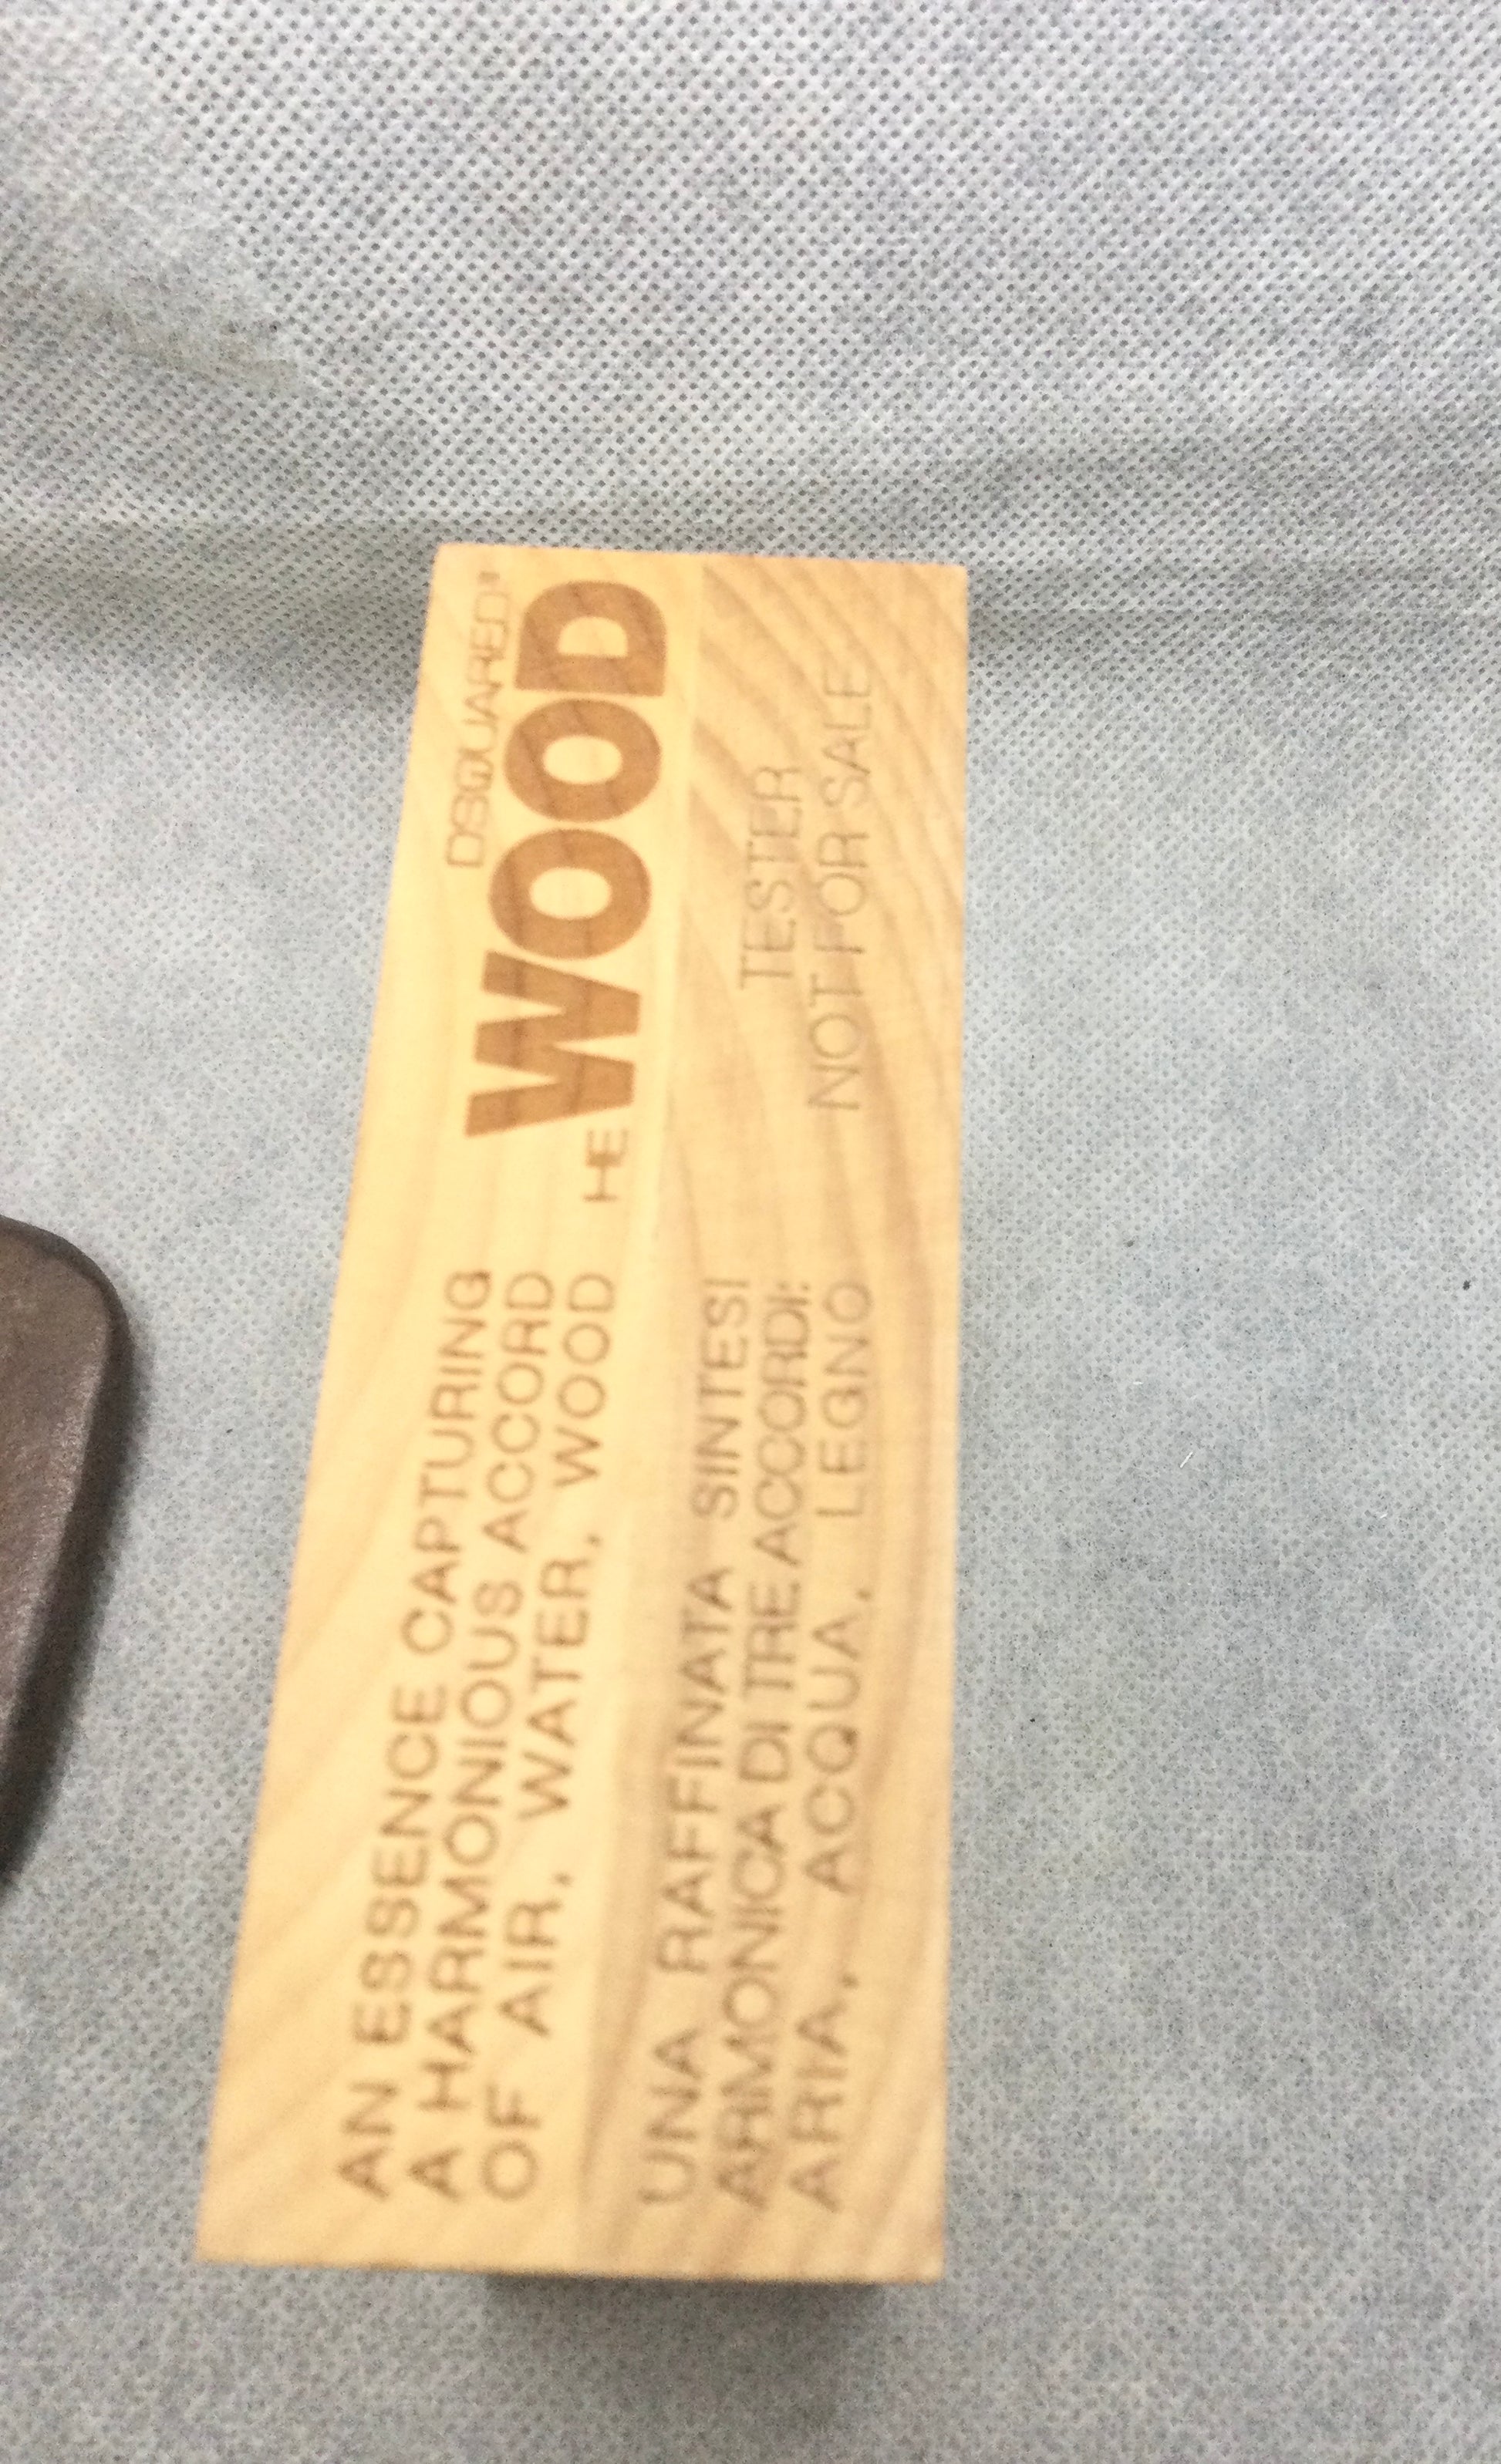 AN ESSENCE CAPTURING
A HARMONIOUS ACCORD
OF AIR, WATER, WOOD
DSQUARED2
HE WOOD
UNA RAFFINATA SINTESI
ARMONICA DI TRE ACCORDI:
ARIA, ACQUA, LEGNO
TESTER
NOT FOR SALE